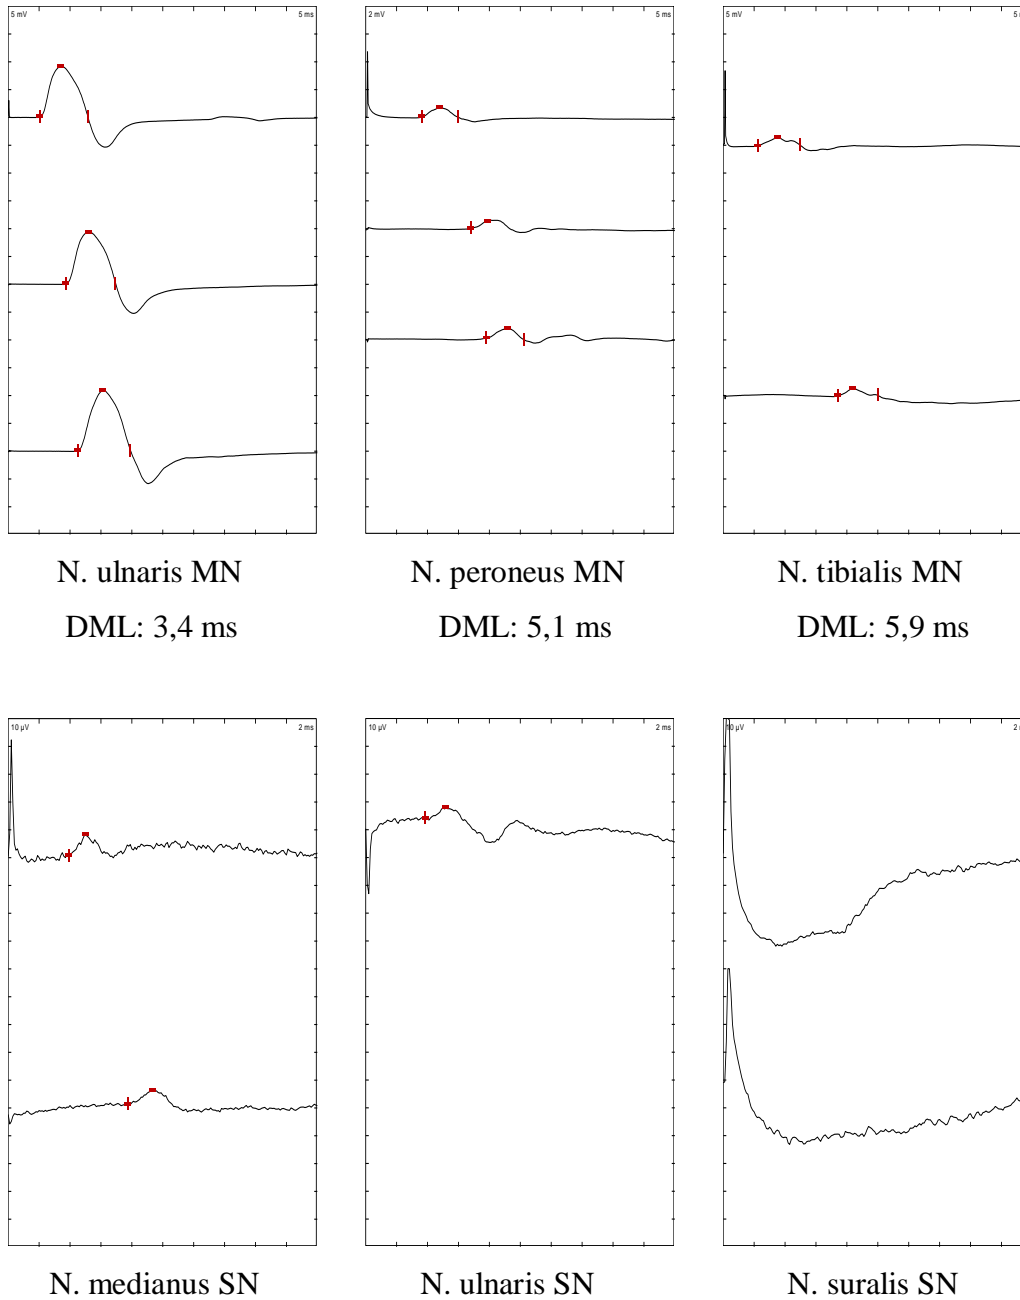 5 mV 5 ms
2 mV 5 ms
5 mV
N. ulnaris MN
DML: 3,4 ms
N. peroneus MN
DML: 5,1 ms
N. tibialis MN
DML: 5,9 ms
10 µV 2 ms
10 µV 2 ms
10 µV
N. medianus SN
N. ulnaris SN
N. suralis SN